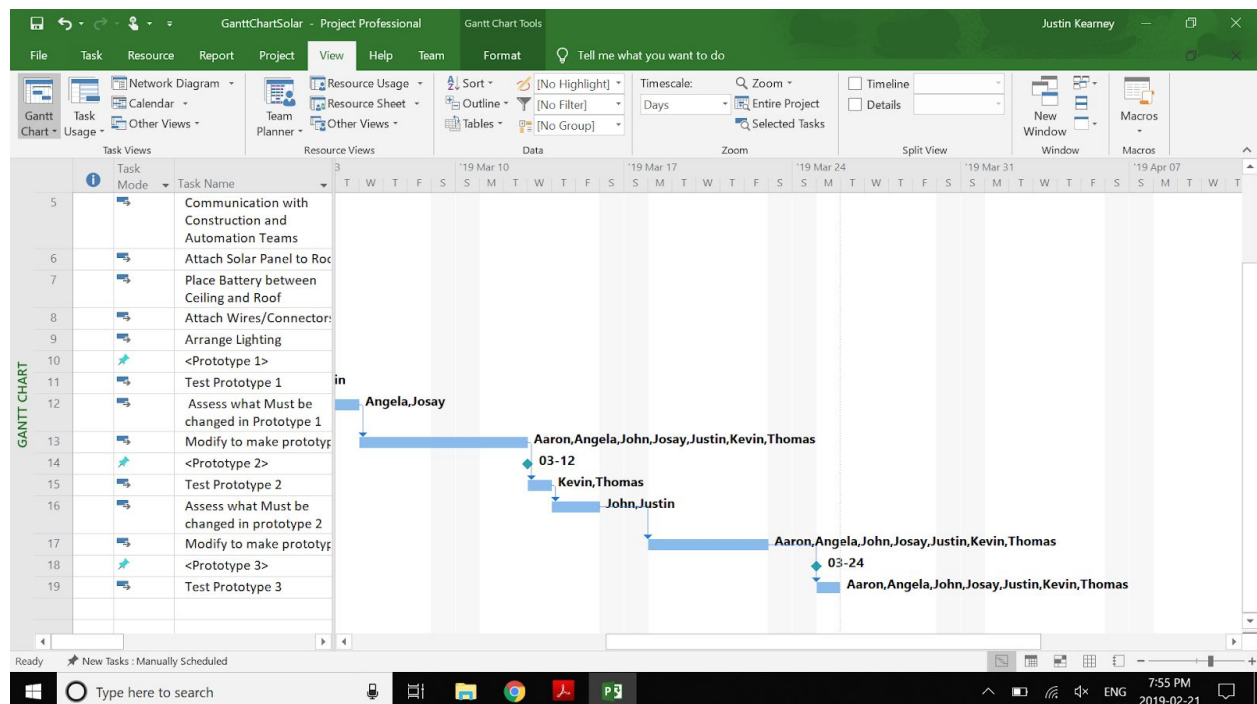 GanttChartSolar - Project Professional
Gantt Chart Tools
Justin Kearney
File Task Resource Report Project View Help Team Format Tell me what you want to do
Gantt Chart
Task Usage
Network Diagram
Calendar
Other Views
Task Views
Team Planner
Resource Usage
Resource Sheet
Other Views
Resource Views
Sort
Outline
Tables
[No Highlight]
[No Filter]
[No Group]
Data
Timescale:
Days
Zoom
Entire Project
Selected Tasks
Zoom
Timeline
Details
Split View
New Window
Window
Macros
Macros
Task Mode
Task Name
3 '19 Mar 10 '19 Mar 17 '19 Mar 24 '19 Mar 31 '19 Apr 07
T W T F S S M T W T F S S M T W T F S S M T W T F S S M T W T F S S M T W T
GANTT CHART
5 Communication with
Construction and
Automation Teams
6 Attach Solar Panel to Roo
7 Place Battery between
Ceiling and Roof
8 Attach Wires/Connectors
9 Arrange Lighting
10 <Prototype 1>
11 Test Prototype 1 in
12 Assess what Must be
changed in Prototype 1
Angela,Josay
13 Modify to make prototyp
Aaron,Angela,John,Josay,Justin,Kevin,Thomas
14 <Prototype 2> 03-12
15 Test Prototype 2 Kevin,Thomas
16 Assess what Must be
changed in prototype 2
John,Justin
17 Modify to make prototyp
Aaron,Angela,John,Josay,Justin,Kevin,Thomas
18 <Prototype 3> 03-24
19 Test Prototype 3 Aaron,Angela,John,Josay,Justin,Kevin,Thomas
Ready New Tasks : Manually Scheduled
Type here to search
ENG
7:55 PM
2019-02-21